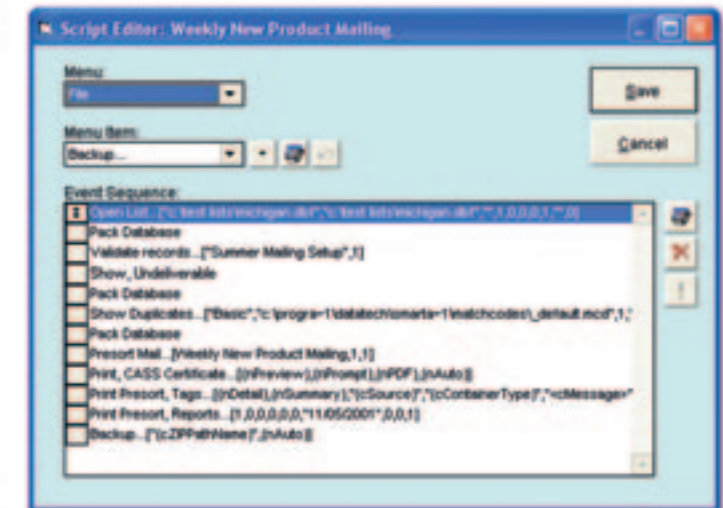 Script Editor: Weekly New Product Mailing
Menu:
File
Save
Menu Item:
Backup...
Cancel
Event Sequence:
Open List...["c:\test lists\michigan.dbf","c:\test lists\michigan.dbf","",1,0,0,0,1,"",0]
Pack Database
Validate records...["Summer Mailing Setup",1]
Show, Undeliverable
Pack Database
Show Duplicates...["Basic","c:\progra~1\datatech\smarta~1\matchcodes\_default.mcd",1,"
Pack Database
Presort Mail...[Weekly New Product Mailing,1,1]
Print, CASS Certificate...[(nPreview),(nPrompt),(nPDF),(nAuto)]
Print Presort, Tags...[(nDetail),(nSummary),"(cSource)","(cContainerType)","<cMessage>"
Print Presort, Reports...[1,0,0,0,0,0,"11/05/2001",0,0,1]
Backup...["(cZIPPathName)",(nAuto)]